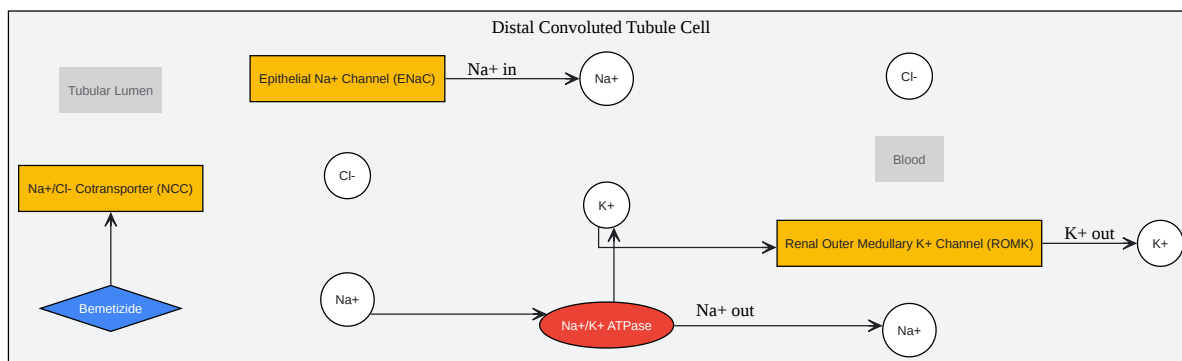 Distal Convoluted Tubule Cell
Tubular Lumen
Epithelial Na+ Channel (ENaC)
Na+ in
Na+
Cl-
Blood
Na+/Cl- Cotransporter (NCC)
Cl-
K+
Renal Outer Medullary K+ Channel (ROMK)
K+ out
K+
Bemetizide
Na+
Na+/K+ ATPase
Na+ out
Na+